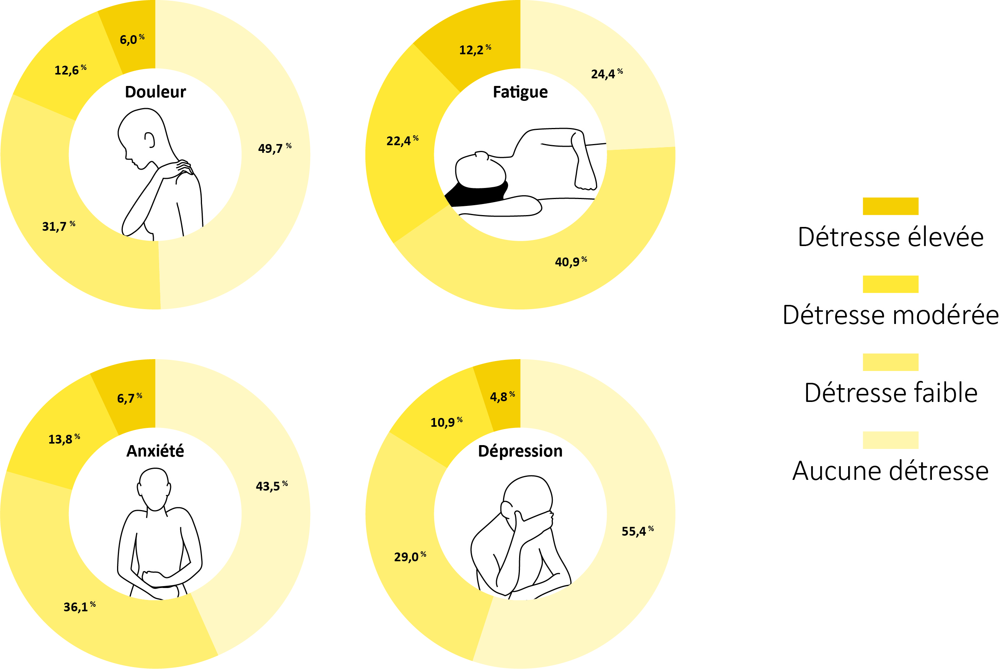 6,0 %
12,6 %
Douleur
49,7 %
31,7 %
12,2 %
24,4 %
Fatigue
22,4 %
40,9 %
6,7 %
13,8 %
Anxiété
43,5 %
36,1 %
4,8 %
10,9 %
Dépression
55,4 %
29,0 %
Détresse élevée
Détresse modérée
Détresse faible
Aucune détresse